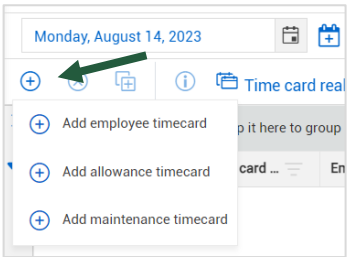 Monday, August 14, 2023
Time card real
Add employee timecard
p it here to group
Add allowance timecard
card ...
En
Add maintenance timecard